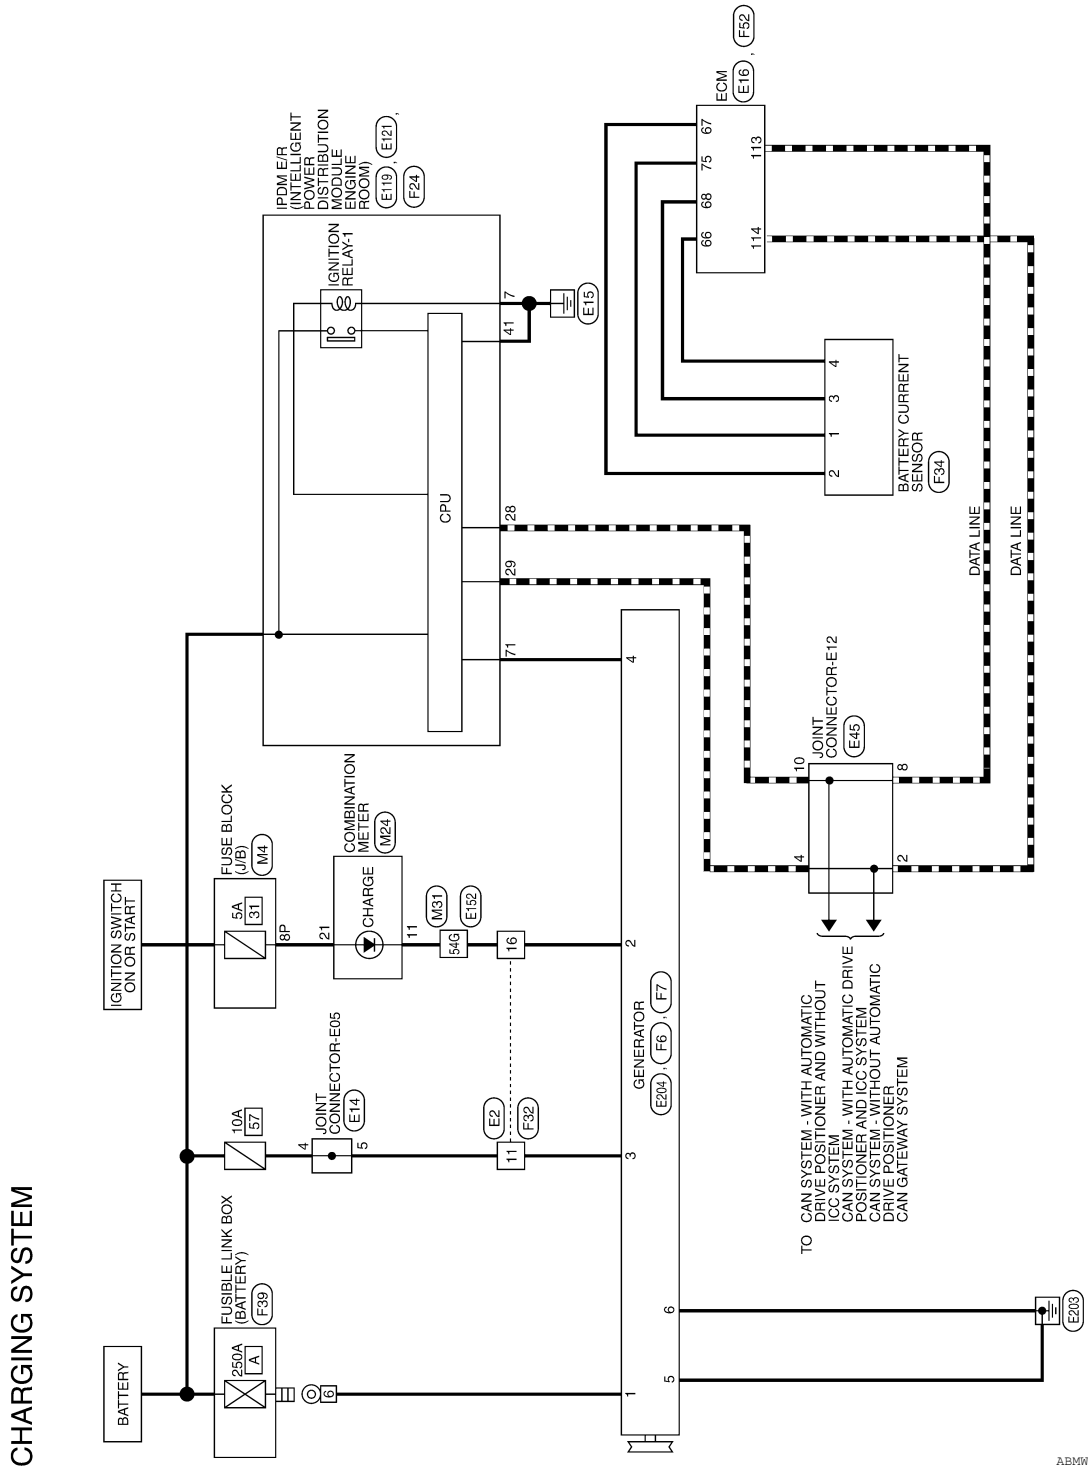 CHARGING SYSTEM
BATTERY
FUSIBLE LINK BOX
(BATTERY)
F39
250A
A
6
10A
57
4
JOINT
CONNECTOR-E05
E14
5
IGNITION SWITCH
ON OR START
FUSE BLOCK
(J/B)
M4
5A
31
8P
21
COMBINATION
METER
M24
CHARGE
11
M31
E152
54G
16
E2
F32
11
IPDM E/R
(INTELLIGENT
POWER
DISTRIBUTION
MODULE
ENGINE
ROOM)
E119 , E121 ,
F24
IGNITION
RELAY-1
CPU
71
29
28
41
7
E15
1
3
2
4
GENERATOR
E204 , F6 , F7
5
6
E203
ECM
E16 , F52
66
68
75
67
114
113
2
1
3
4
BATTERY CURRENT
SENSOR
F34
DATA LINE
DATA LINE
4
10
JOINT
CONNECTOR-E12
E45
2
8
TO
CAN SYSTEM - WITH AUTOMATIC
DRIVE POSITIONER AND WITHOUT
ICC SYSTEM
CAN SYSTEM - WITH AUTOMATIC DRIVE
POSITIONER AND ICC SYSTEM
CAN SYSTEM - WITHOUT AUTOMATIC
DRIVE POSITIONER
CAN GATEWAY SYSTEM
ABMW